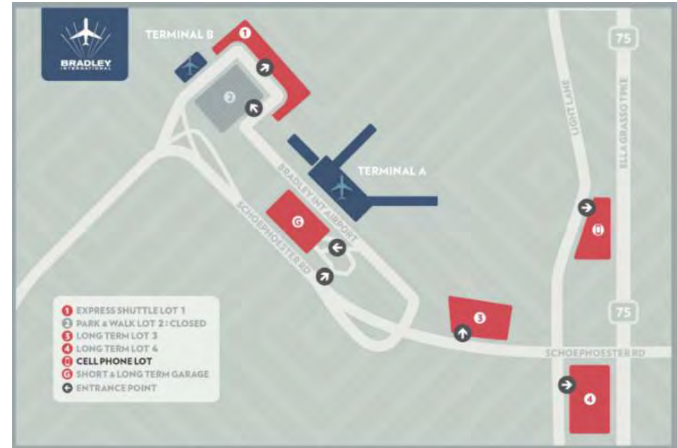 BRADLEY
INTERNATIONAL
TERMINAL B
1
2
TERMINAL A
BRADLEY INT AIRPORT
G
SCHOEPHOESTER RD
75
LIGHT LANE
ELLA GRASSO TPKE
3
75
SCHOEPHOESTER RD
4
1 EXPRESS SHUTTLE LOT 1
2 PARK & WALK LOT 2: CLOSED
3 LONG TERM LOT 3
4 LONG TERM LOT 4
CELL PHONE LOT
G SHORT & LONG TERM GARAGE
ENTRANCE POINT